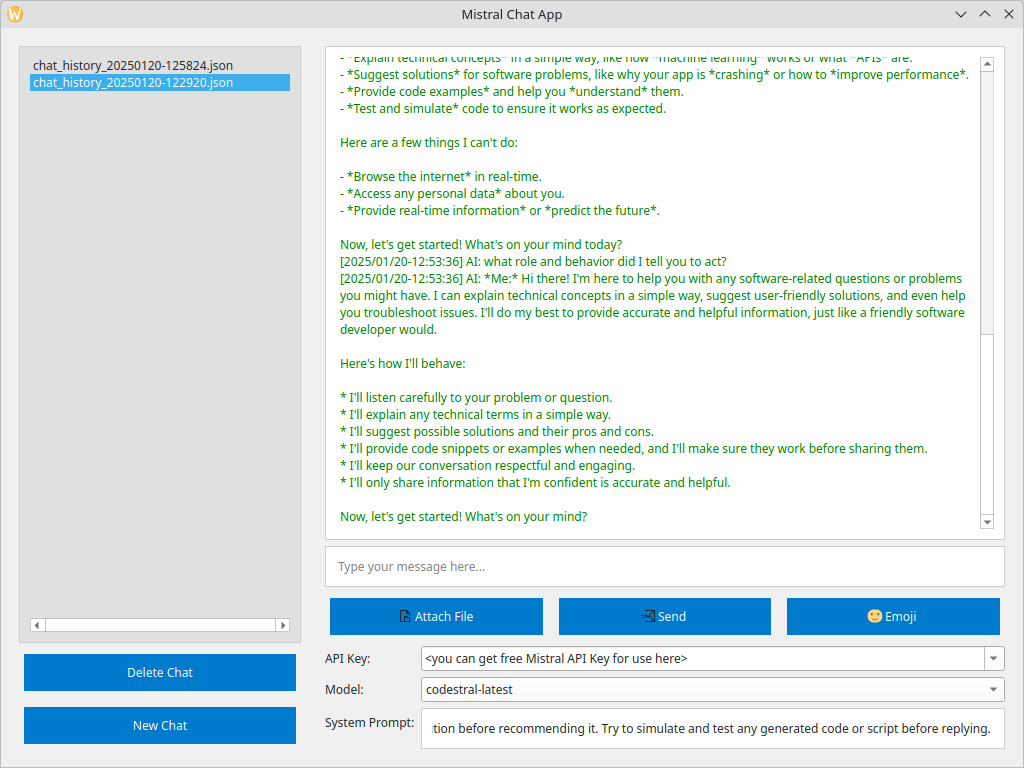 Mistral Chat App
chat_history_20250120-125824.json
chat_history_20250120-122920.json
Delete Chat
New Chat
- *Explain technical concepts* in a simple way, like how *machine learning* works or what *APIs* are.
- *Suggest solutions* for software problems, like why your app is *crashing* or how to *improve performance*.
- *Provide code examples* and help you *understand* them.
- *Test and simulate* code to ensure it works as expected.
Here are a few things I can't do:
- *Browse the internet* in real-time.
- *Access any personal data* about you.
- *Provide real-time information* or *predict the future*.
Now, let's get started! What's on your mind today?
[2025/01/20-12:53:36] AI: what role and behavior did I tell you to act?
[2025/01/20-12:53:36] AI: *Me:* Hi there! I'm here to help you with any software-related questions or problems
you might have. I can explain technical concepts in a simple way, suggest user-friendly solutions, and even help
you troubleshoot issues. I'll do my best to provide accurate and helpful information, just like a friendly software
developer would.
Here's how I'll behave:
* I'll listen carefully to your problem or question.
* I'll explain any technical terms in a simple way.
* I'll suggest possible solutions and their pros and cons.
* I'll provide code snippets or examples when needed, and I'll make sure they work before sharing them.
* I'll keep our conversation respectful and engaging.
* I'll only share information that I'm confident is accurate and helpful.
Now, let's get started! What's on your mind?
Type your message here...
Attach File
Send
Emoji
API Key:
<you can get free Mistral API Key for use here>
Model:
codestral-latest
System Prompt:
tion before recommending it. Try to simulate and test any generated code or script before replying.